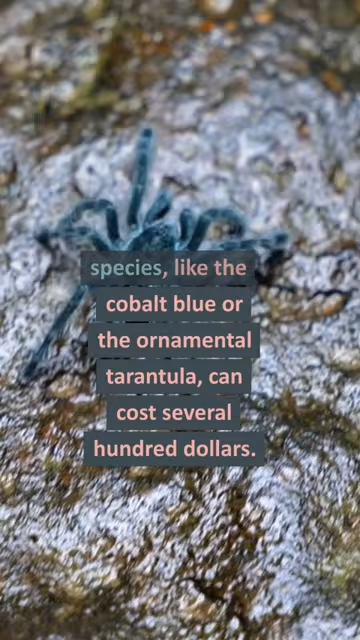 species, like the
cobalt blue or
the ornamental
tarantula, can
cost several
hundred dollars.